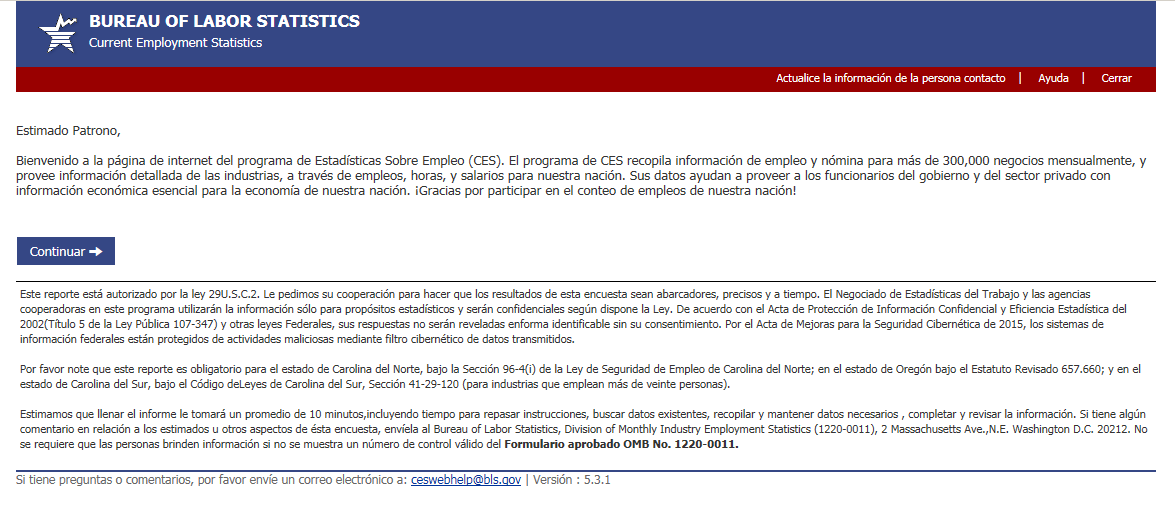 BUREAU OF LABOR STATISTICS
Current Employment Statistics
Actualice la información de la persona contacto | Ayuda | Cerrar
Estimado Patrono,
Bienvenido a la página de internet del programa de Estadísticas Sobre Empleo (CES). El programa de CES recopila información de empleo y nómina para más de 300,000 negocios mensualmente, y
provee información detallada de las industrias, a través de empleos, horas, y salarios para nuestra nación. Sus datos ayudan a proveer a los funcionarios del gobierno y del sector privado con
información económica esencial para la economía de nuestra nación. ¡Gracias por participar en el conteo de empleos de nuestra nación!
Continuar
Este reporte está autorizado por la ley 29U.S.C.2. Le pedimos su cooperación para hacer que los resultados de esta encuesta sean abarcadores, precisos y a tiempo. El Negociado de Estadísticas del Trabajo y las agencias
cooperadoras en este programa utilizarán la información sólo para propósitos estadísticos y serán confidenciales según dispone la Ley. De acuerdo con el Acta de Protección de Información Confidencial y Eficiencia Estadística del
2002(Título 5 de la Ley Pública 107-347) y otras leyes Federales, sus respuestas no serán reveladas enforma identificable sin su consentimiento. Por el Acta de Mejoras para la Seguridad Cibernética de 2015, los sistemas de
información federales están protegidos de actividades maliciosas mediante filtro cibernético de datos transmitidos.
Por favor note que este reporte es obligatorio para el estado de Carolina del Norte, bajo la Sección 96-4(i) de la Ley de Seguridad de Empleo de Carolina del Norte; en el estado de Oregón bajo el Estatuto Revisado 657.660; y en el
estado de Carolina del Sur, bajo el Código deLeyes de Carolina del Sur, Sección 41-29-120 (para industrias que emplean más de veinte personas).
Estimamos que llenar el informe le tomará un promedio de 10 minutos,incluyendo tiempo para repasar instrucciones, buscar datos existentes, recopilar y mantener datos necesarios , completar y revisar la información. Si tiene algún
comentario en relación a los estimados u otros aspectos de ésta encuesta, envíela al Bureau of Labor Statistics, Division of Monthly Industry Employment Statistics (1220-0011), 2 Massachusetts Ave.,N.E. Washington D.C. 20212. No
se requiere que las personas brinden información si no se muestra un número de control válido del Formulario aprobado OMB No. 1220-0011.
Si tiene preguntas o comentarios, por favor envíe un correo electrónico a: ceswebhelp@bls.gov | Versión : 5.3.1